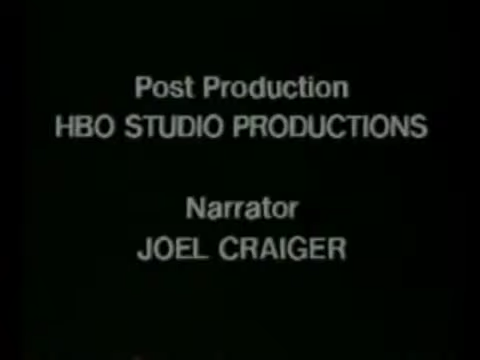 Post Production
HBO STUDIO PRODUCTIONS
Narrator
JOEL CRAIGER